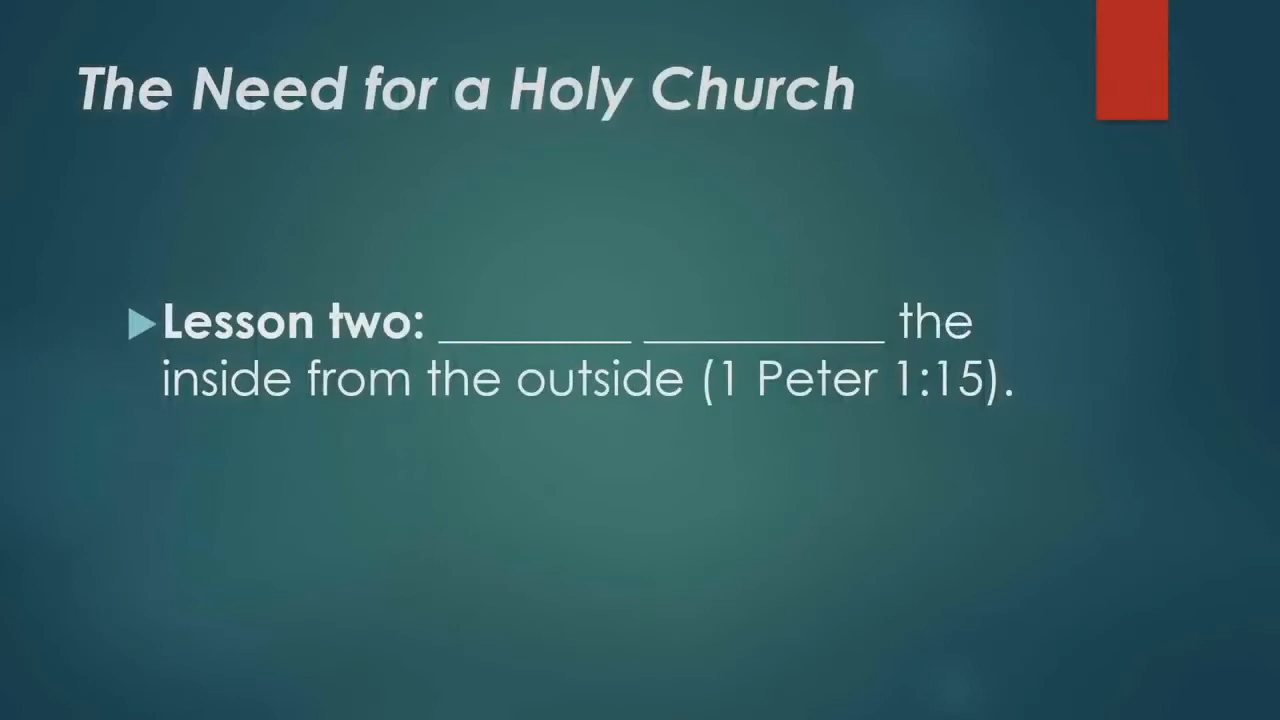 The Need for a Holy Church
Lesson two: ________ __________ the
inside from the outside (1 Peter 1:15).